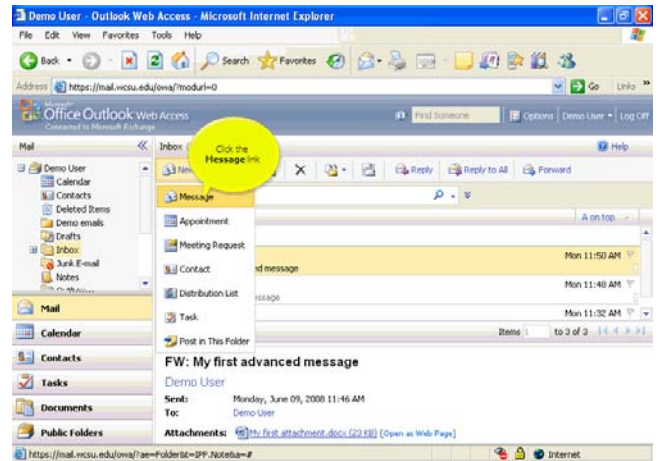 Demo User - Outlook Web Access - Microsoft Internet Explorer
File Edit View Favorites Tools Help
Back Search Favorites
Address https://mail.wcsu.edu/owa/?modurl=0 Go Links »
Microsoft
Office Outlook Web Access Find Someone Options Demo User Log Off
Connected to Microsoft Exchange
Mail « Inbox Help
Click the
Message link
Reply Reply to All Forward
Demo User
Calendar
Contacts
Deleted Items
Demo emails
Drafts
Inbox
Junk E-mail
Notes
Message
Appointment
Meeting Request
Contact
Distribution List
Task
Post in This Folder
A on top
Mon 11:50 AM
message
Mon 11:48 AM
Mon 11:32 AM
Items to 3 of 3
Mail
Calendar
Contacts
Tasks
Documents
Public Folders
FW: My first advanced message
Demo User
Sent: Monday, June 09, 2008 11:46 AM
To: Demo User
Attachments: My first attachment.docx (23 KB) [Open as Web Page]
https://mail.wcsu.edu/owa/?ae=Folder&t=IPF.Note&a=# Internet